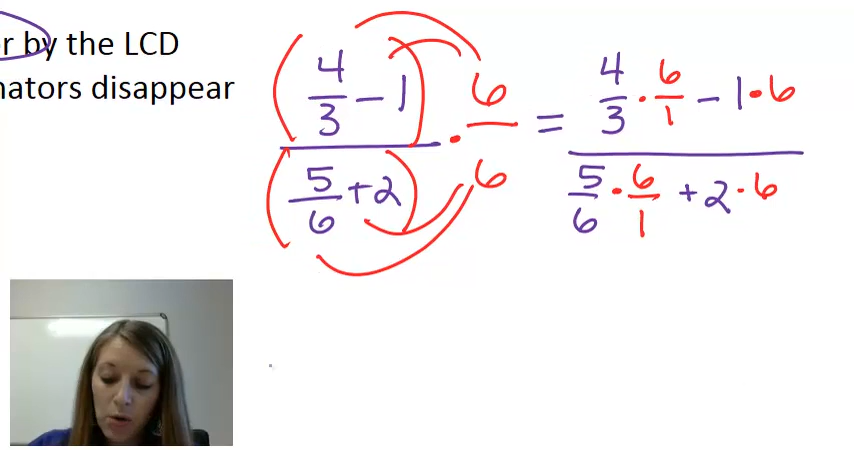 r by the LCD
nators disappear
(4/3 − 1) / (5/6 + 2) · 6/6 = (4/3 · 6/1 − 1 · 6) / (5/6 · 6/1 + 2 · 6)